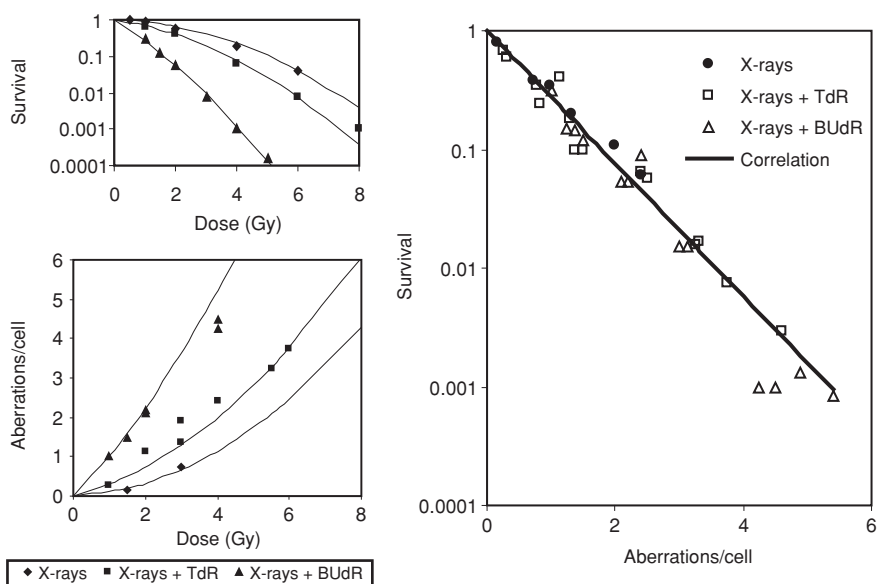 1
0.1
0.01
0.001
0.0001
Survival
0 2 4 6 8
Dose (Gy)
6
5
4
3
2
1
0
Aberrations/cell
0 2 4 6 8
Dose (Gy)
X-rays X-rays + TdR X-rays + BUdR
1
0.1
0.01
0.001
0.0001
Survival
X-rays
X-rays + TdR
X-rays + BUdR
Correlation
0 2 4 6
Aberrations/cell